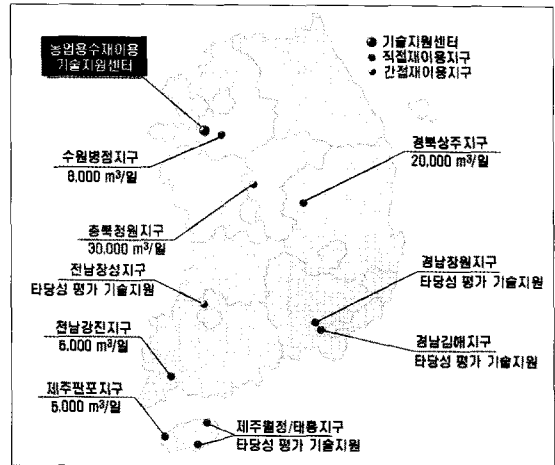 농업용수재이용
기술지원센터
기술지원센터
직접재이용지구
간접재이용지구
수원병점지구
8,000 m³/일
경북상주지구
20,000 m³/일
충북청원지구
30,000 m³/일
전남장성지구
타당성 평가 기술지원
경남창원지구
타당성 평가 기술지원
전남강진지구
6,000 m³/일
경남김해지구
타당성 평가 기술지원
제주판포지구
5,000 m³/일
제주월정/태흥지구
타당성 평가 기술지원